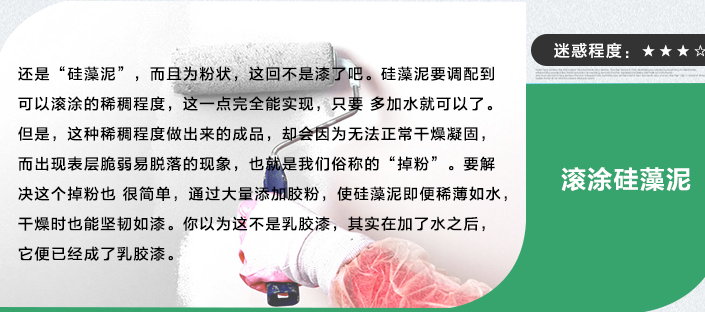 还是“硅藻泥”，而且为粉状，这回不是漆了吧。硅藻泥要调配到
可以滚涂的稀稠程度，这一点完全能实现，只要 多加水就可以了。
但是，这种稀稠程度做出来的成品，却会因为无法正常干燥凝固，
而出现表层脆弱易脱落的现象，也就是我们俗称的“掉粉”。要解
决这个掉粉也 很简单，通过大量添加胶粉，使硅藻泥即便稀薄如水，
干燥时也能坚韧如漆。你以为这不是乳胶漆，其实在加了水之后，
它便已经成了乳胶漆。
迷惑程度：★★★☆
滚涂硅藻泥